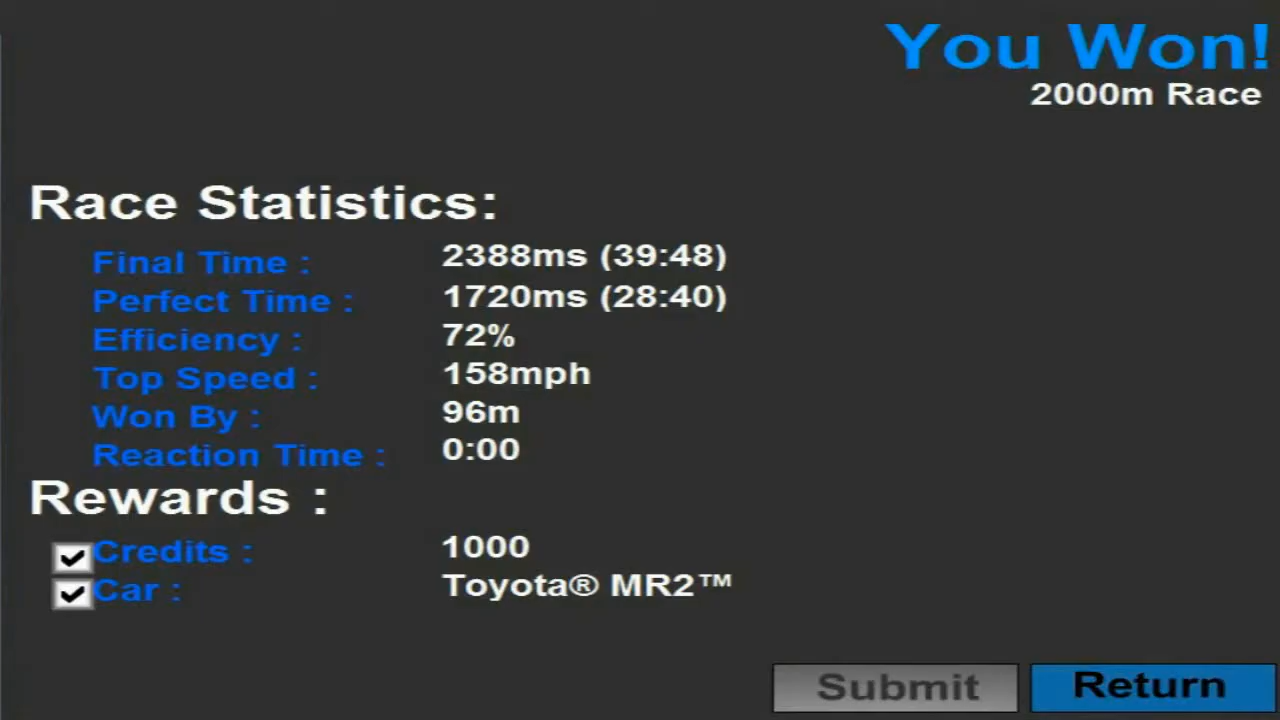 You Won!
2000m Race
Race Statistics:
Final Time : 2388ms (39:48)
Perfect Time : 1720ms (28:40)
Efficiency : 72%
Top Speed : 158mph
Won By : 96m
Reaction Time : 0:00
Rewards :
Credits : 1000
Car : Toyota® MR2™
Submit Return